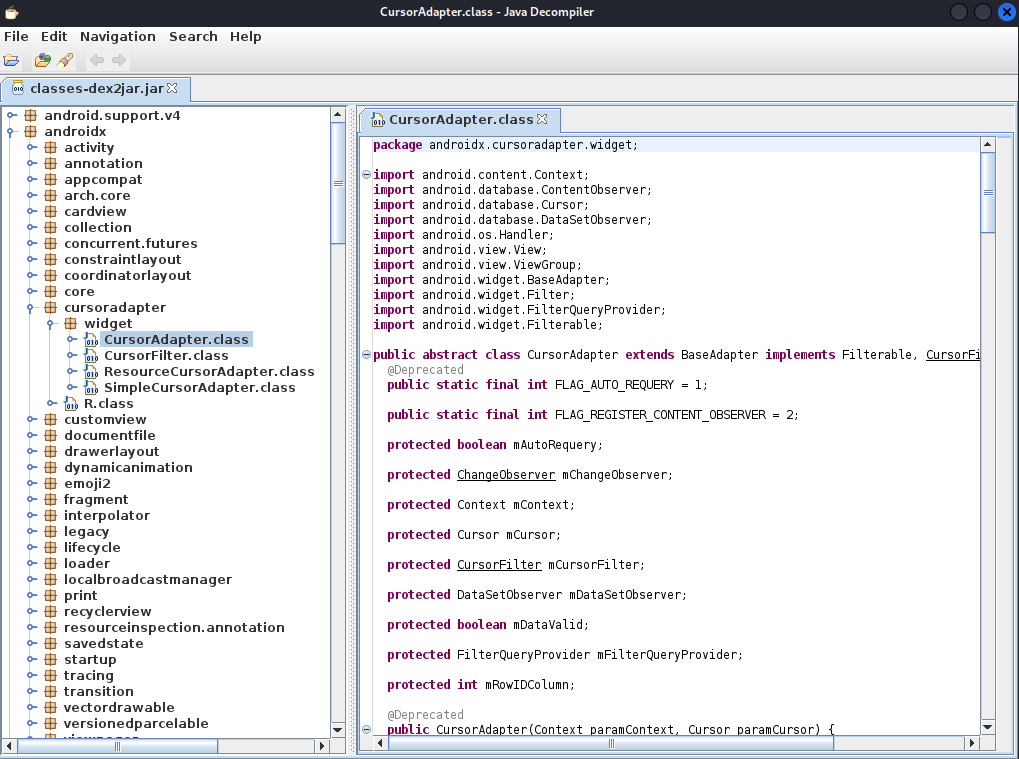 CursorAdapter.class - Java Decompiler
File Edit Navigation Search Help
classes-dex2jar.jar
android.support.v4
androidx
activity
annotation
appcompat
arch.core
cardview
collection
concurrent.futures
constraintlayout
coordinatorlayout
core
cursoradapter
widget
CursorAdapter.class
CursorFilter.class
ResourceCursorAdapter.class
SimpleCursorAdapter.class
R.class
customview
documentfile
drawerlayout
dynamicanimation
emoji2
fragment
interpolator
legacy
lifecycle
loader
localbroadcastmanager
print
recyclerview
resourceinspection.annotation
savedstate
startup
tracing
transition
vectordrawable
versionedparcelable
CursorAdapter.class
package androidx.cursoradapter.widget;
import android.content.Context;
import android.database.ContentObserver;
import android.database.Cursor;
import android.database.DataSetObserver;
import android.os.Handler;
import android.view.View;
import android.view.ViewGroup;
import android.widget.BaseAdapter;
import android.widget.Filter;
import android.widget.FilterQueryProvider;
import android.widget.Filterable;
public abstract class CursorAdapter extends BaseAdapter implements Filterable, CursorFi
@Deprecated
public static final int FLAG_AUTO_REQUERY = 1;
public static final int FLAG_REGISTER_CONTENT_OBSERVER = 2;
protected boolean mAutoRequery;
protected ChangeObserver mChangeObserver;
protected Context mContext;
protected Cursor mCursor;
protected CursorFilter mCursorFilter;
protected DataSetObserver mDataSetObserver;
protected boolean mDataValid;
protected FilterQueryProvider mFilterQueryProvider;
protected int mRowIDColumn;
@Deprecated
public CursorAdapter(Context paramContext, Cursor paramCursor) {